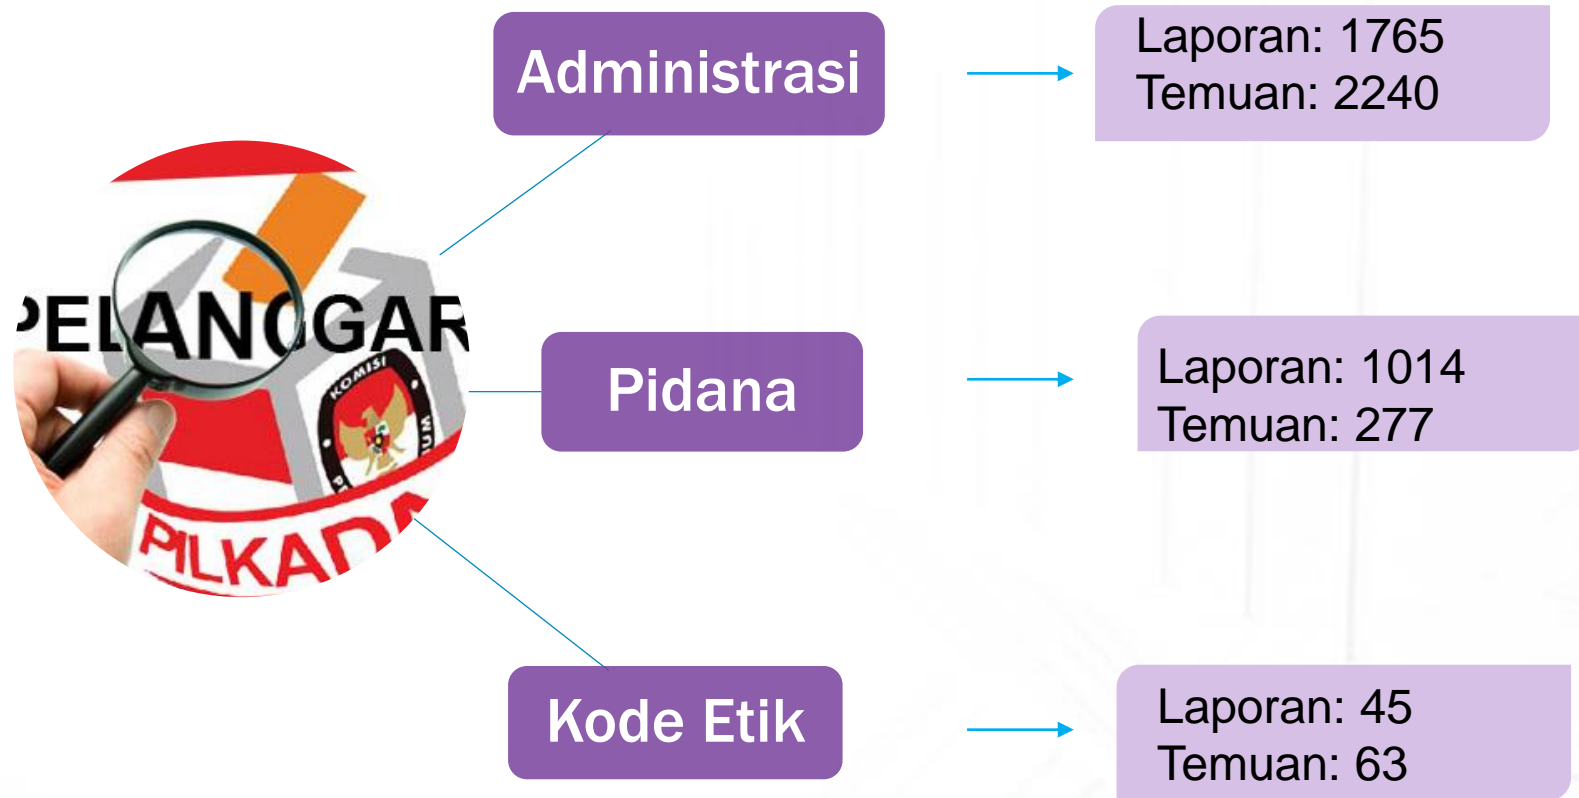 Administrasi
Laporan: 1765
Temuan: 2240
PELANGGAR
KOMISI
PILKADA
Pidana
Laporan: 1014
Temuan: 277
Kode Etik
Laporan: 45
Temuan: 63